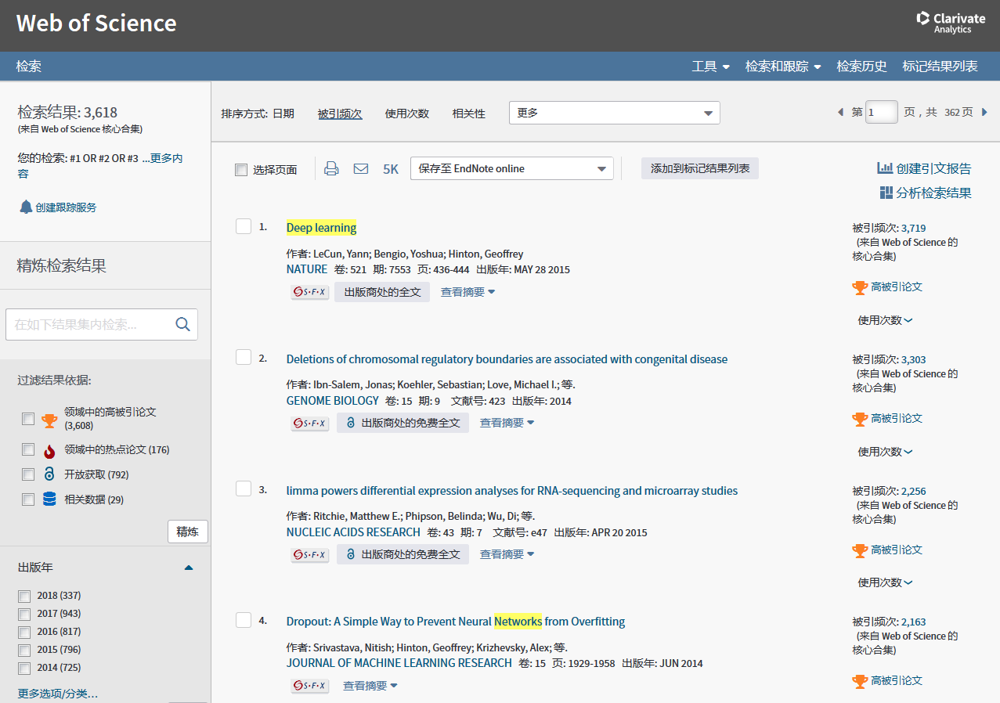 Web of Science
Clarivate
Analytics
检索
工具 检索和跟踪 检索历史 标记结果列表
检索结果: 3,618
(来自 Web of Science 核心合集)
您的检索: #1 OR #2 OR #3 ...更多内
容
创建跟踪服务
精炼检索结果
在如下结果集内检索...
过滤结果依据:
领域中的高被引论文
(3,608)
领域中的热点论文 (176)
开放获取 (792)
相关数据 (29)
精炼
出版年
2018 (337)
2017 (943)
2016 (817)
2015 (796)
2014 (725)
更多选项/分类...
排序方式: 日期 被引频次 使用次数 相关性 更多
第 1 页，共 362 页
选择页面 5K 保存至 EndNote online 添加到标记结果列表
创建引文报告
分析检索结果
1. Deep learning
作者: LeCun, Yann; Bengio, Yoshua; Hinton, Geoffrey
NATURE 卷: 521 期: 7553 页: 436-444 出版年: MAY 28 2015
S·F·X 出版商处的全文 查看摘要
被引频次: 3,719
(来自 Web of Science 的
核心合集)
高被引论文
使用次数
2. Deletions of chromosomal regulatory boundaries are associated with congenital disease
作者: Ibn-Salem, Jonas; Koehler, Sebastian; Love, Michael I.; 等.
GENOME BIOLOGY 卷: 15 期: 9 文献号: 423 出版年: 2014
S·F·X 出版商处的免费全文 查看摘要
被引频次: 3,303
(来自 Web of Science 的
核心合集)
高被引论文
使用次数
3. limma powers differential expression analyses for RNA-sequencing and microarray studies
作者: Ritchie, Matthew E.; Phipson, Belinda; Wu, Di; 等.
NUCLEIC ACIDS RESEARCH 卷: 43 期: 7 文献号: e47 出版年: APR 20 2015
S·F·X 出版商处的免费全文 查看摘要
被引频次: 2,256
(来自 Web of Science 的
核心合集)
高被引论文
使用次数
4. Dropout: A Simple Way to Prevent Neural Networks from Overfitting
作者: Srivastava, Nitish; Hinton, Geoffrey; Krizhevsky, Alex; 等.
JOURNAL OF MACHINE LEARNING RESEARCH 卷: 15 页: 1929-1958 出版年: JUN 2014
S·F·X 查看摘要
被引频次: 2,163
(来自 Web of Science 的
核心合集)
高被引论文